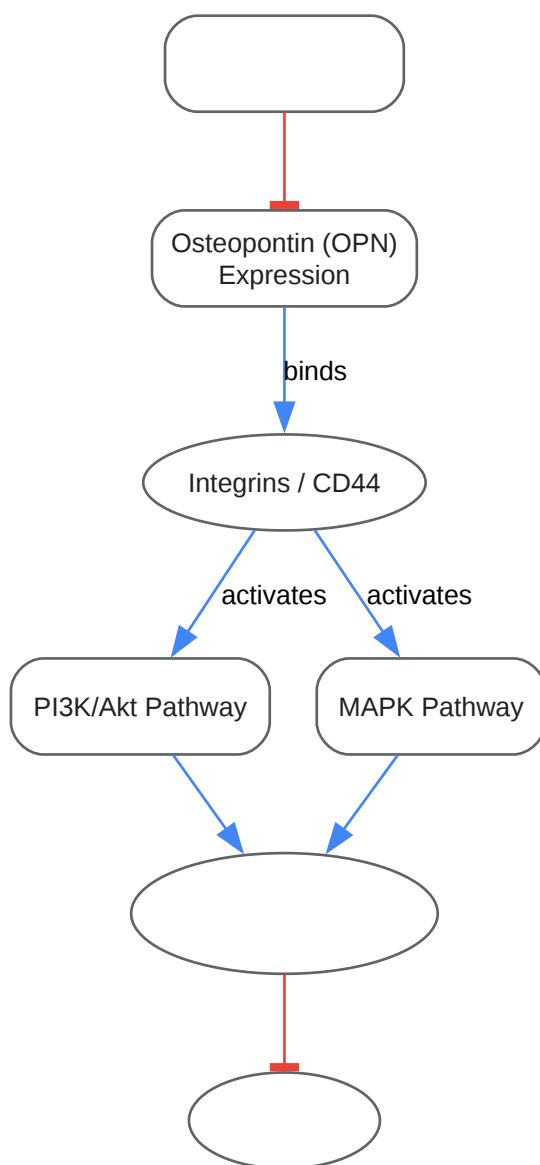 Osteopontin (OPN)
Expression
binds
Integrins / CD44
activates
activates
PI3K/Akt Pathway
MAPK Pathway